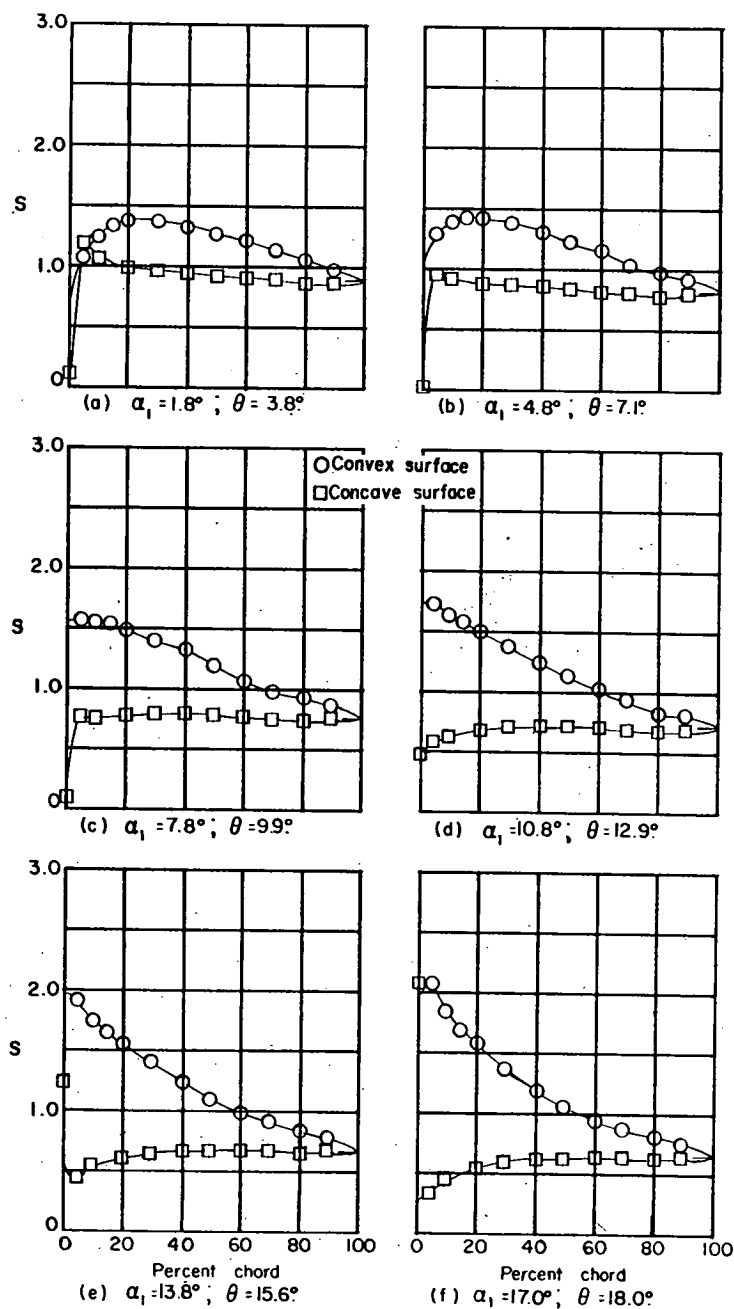 3.0
2.0
S
1.0
0
(a) α₁ = 1.8° ; θ = 3.8°.
(b) α₁ = 4.8° ; θ = 7.1°.
3.0
Convex surface
Concave surface
2.0
S
1.0
0
(c) α₁ = 7.8° ; θ = 9.9°.
(d) α₁ = 10.8° ; θ = 12.9°.
3.0
2.0
S
1.0
0
0 20 40 60 80 100
Percent chord
(e) α₁ = 13.8° ; θ = 15.6°.
0 20 40 60 80 100
Percent chord
(f) α₁ = 17.0° ; θ = 18.0°.